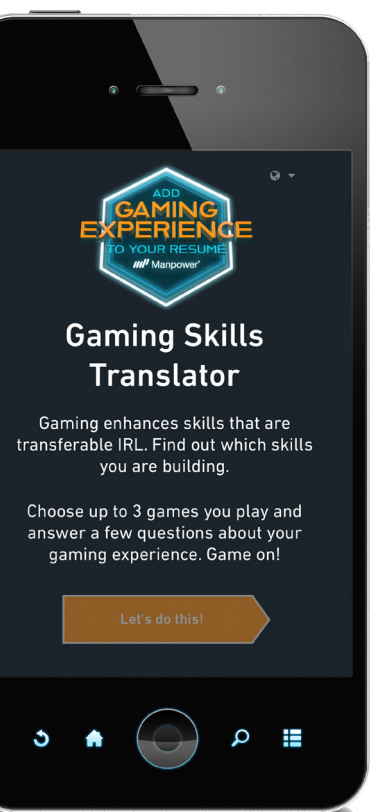 ADD
GAMING
EXPERIENCE
TO YOUR RESUME
Manpower®
Gaming Skills
Translator
Gaming enhances skills that are
transferable IRL. Find out which skills
you are building.
Choose up to 3 games you play and
answer a few questions about your
gaming experience. Game on!
Let's do this!